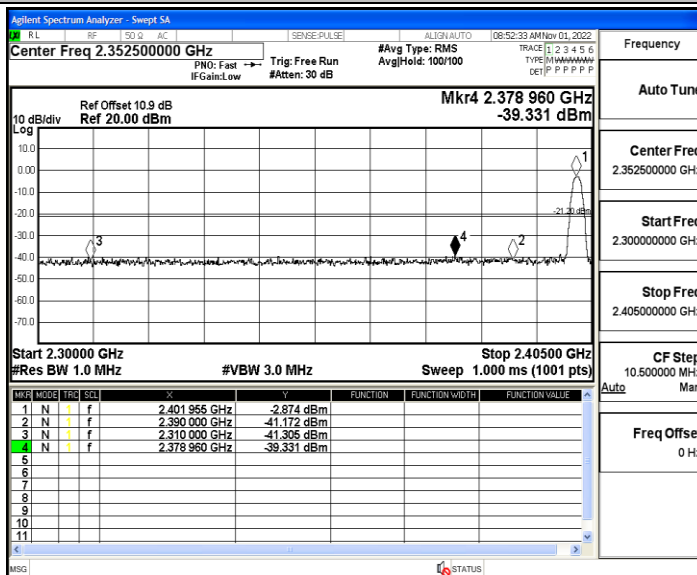 Agilent Spectrum Analyzer - Swept SA
LXI RL RF 50 Ω AC SENSE:PULSE ALIGN AUTO 08:52:33 AM Nov 01, 2022
Center Freq 2.352500000 GHz
PNO: Fast
IFGain:Low
Trig: Free Run
#Atten: 30 dB
#Avg Type: RMS
Avg|Hold: 100/100
TRACE 1 2 3 4 5 6
TYPE M
DET P P P P P P
Ref Offset 10.9 dB
10 dB/div Ref 20.00 dBm
Log
Mkr4 2.378 960 GHz
-39.331 dBm
10.0
0.00
-10.0
-20.0
-30.0
-40.0
-50.0
-60.0
-70.0
1
-21.20 dBm
3
4
2
Start 2.30000 GHz Stop 2.40500 GHz
#Res BW 1.0 MHz #VBW 3.0 MHz Sweep 1.000 ms (1001 pts)
MKR MODE TRC SCL X Y FUNCTION FUNCTION WIDTH FUNCTION VALUE
1 N 1 f 2.401 955 GHz -2.874 dBm
2 N 1 f 2.390 000 GHz -41.172 dBm
3 N 1 f 2.310 000 GHz -41.305 dBm
4 N 1 f 2.378 960 GHz -39.331 dBm
5
6
7
8
9
10
11
MSG STATUS
Frequency
Auto Tune
Center Freq
2.352500000 GHz
Start Freq
2.300000000 GHz
Stop Freq
2.405000000 GHz
CF Step
10.500000 MHz
Auto Man
Freq Offset
0 Hz